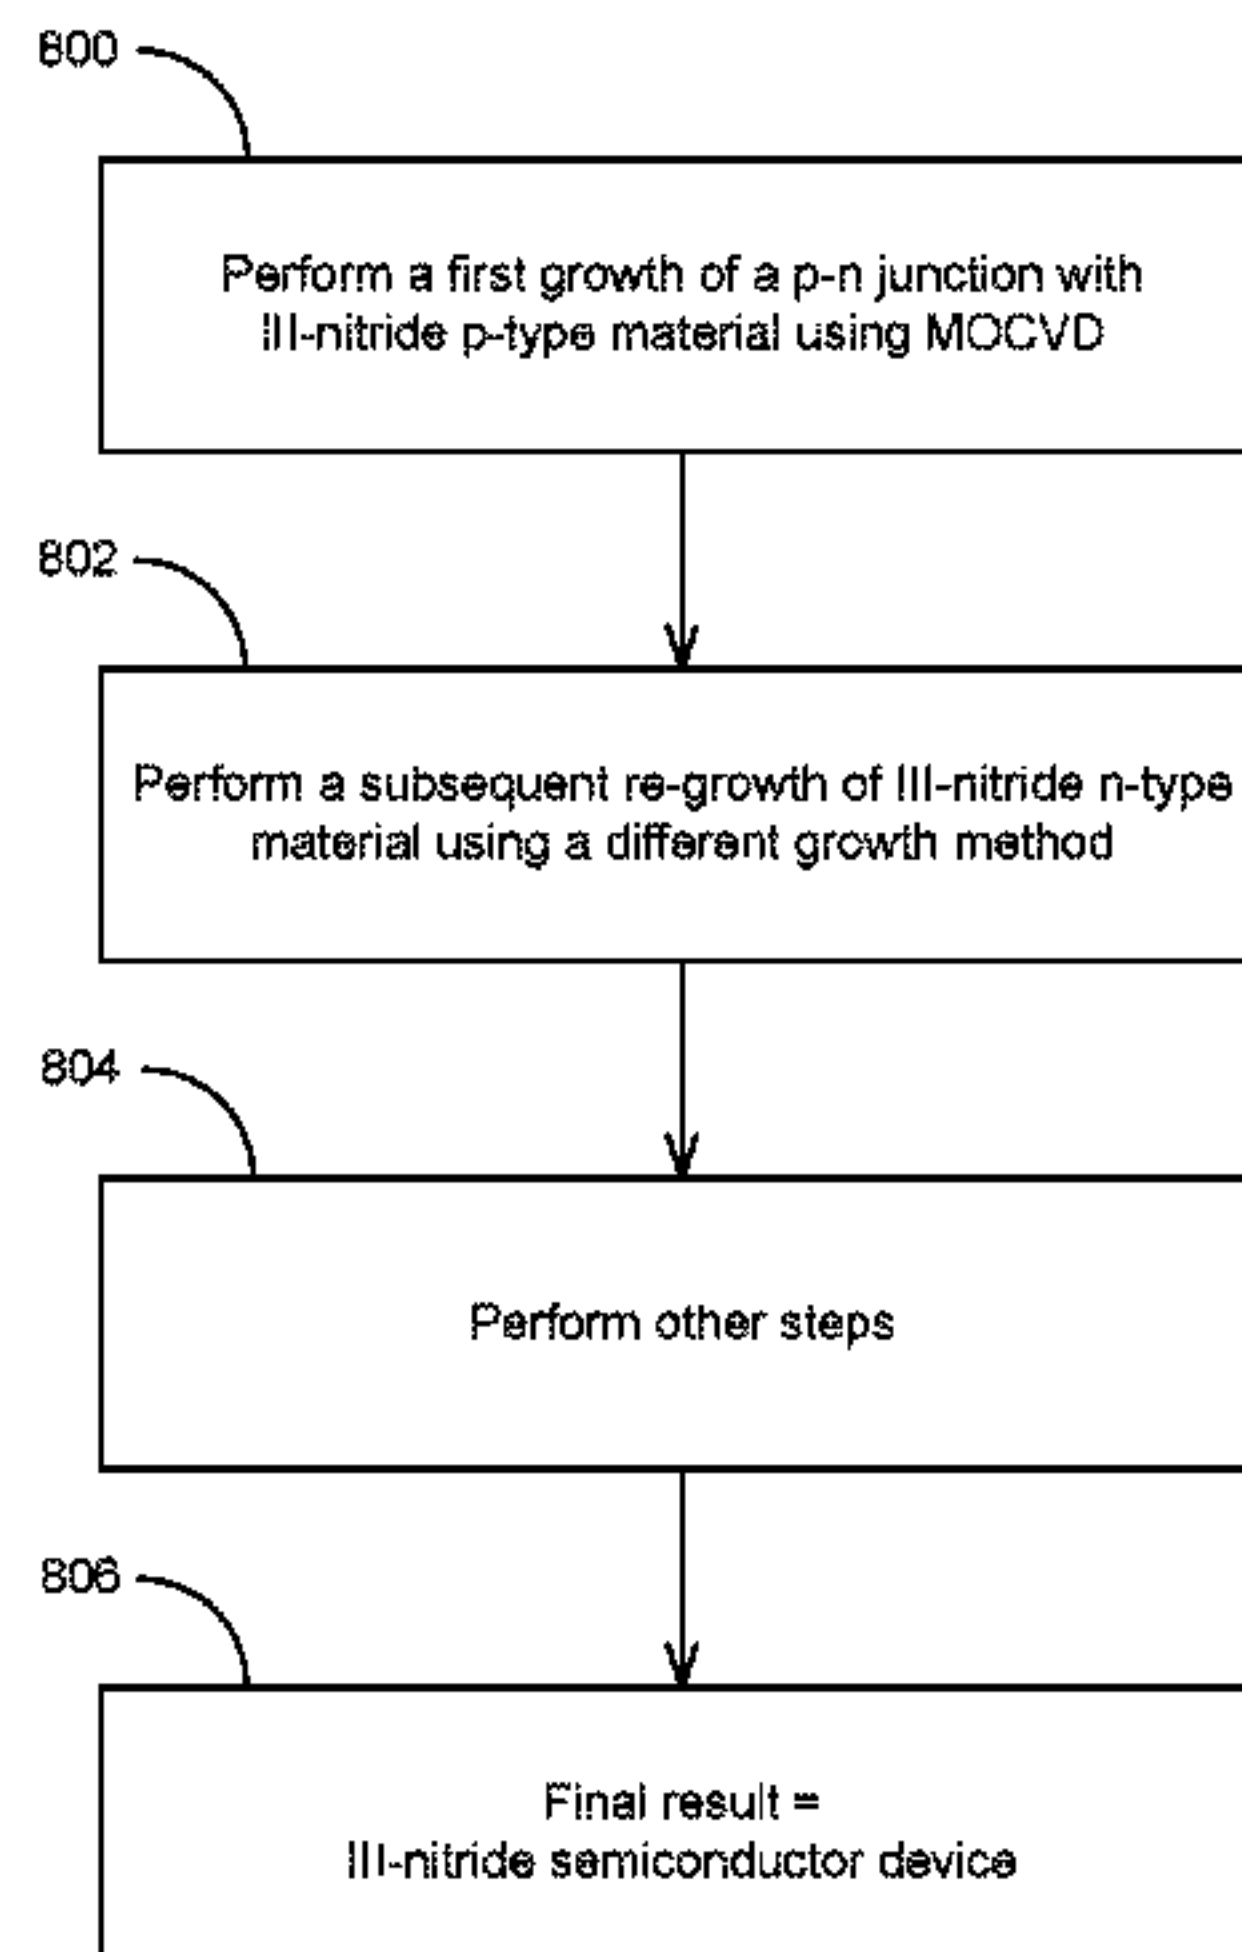 800
Perform a first growth of a p-n junction with
III-nitride p-type material using MOCVD
802
Perform a subsequent re-growth of III-nitride n-type
material using a different growth method
804
Perform other steps
806
Final result =
III-nitride semiconductor device